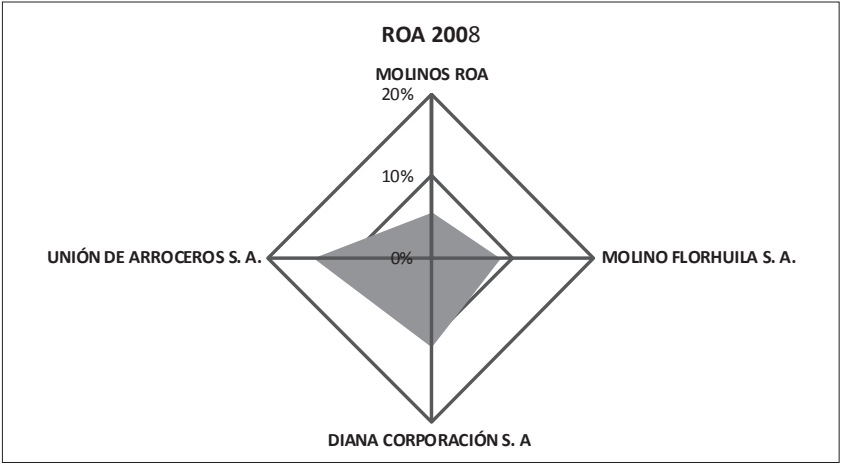 ROA 2008
MOLINOS ROA
20%
10%
UNIÓN DE ARROCEROS S. A.
0%
MOLINO FLORHUILA S. A.
DIANA CORPORACIÓN S. A